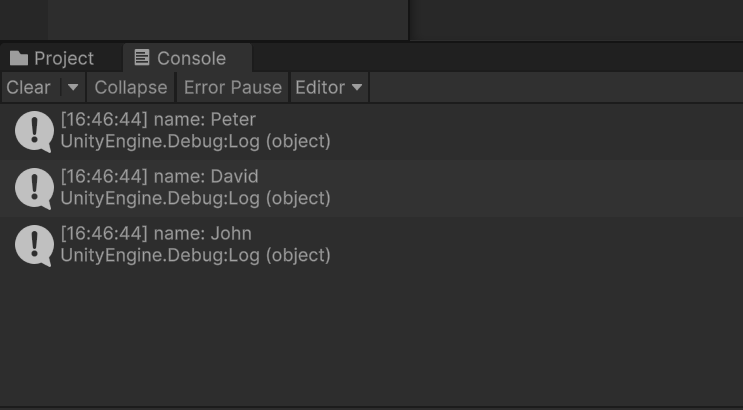 Project
Console
Clear
Collapse
Error Pause
Editor
[16:46:44] name: Peter
UnityEngine.Debug:Log (object)
[16:46:44] name: David
UnityEngine.Debug:Log (object)
[16:46:44] name: John
UnityEngine.Debug:Log (object)